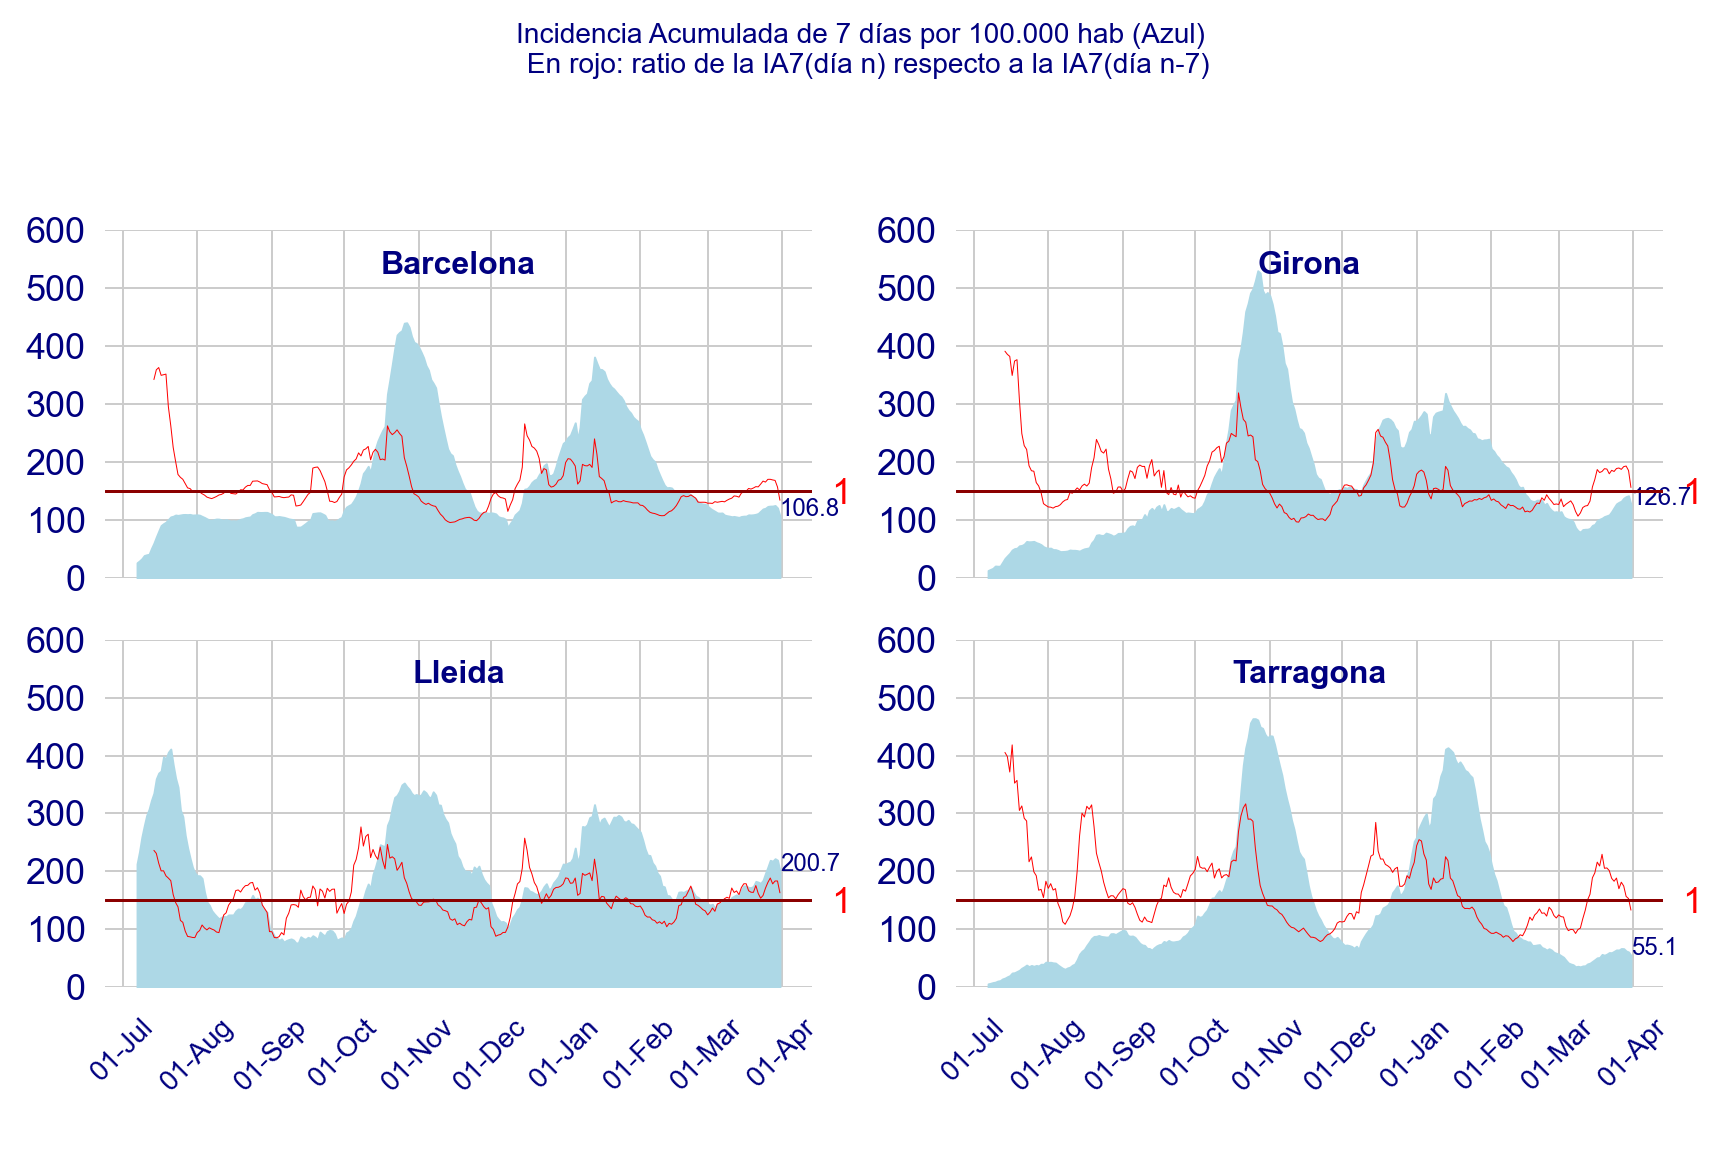 Incidencia Acumulada de 7 días por 100.000 hab (Azul)
En rojo: ratio de la IA7(día n) respecto a la IA7(día n-7)
600
500
400
300
200
100
0
Barcelona
1
106.8
600
500
400
300
200
100
0
Girona
1
126.7
600
500
400
300
200
100
0
Lleida
200.7
1
01-Jul
01-Aug
01-Sep
01-Oct
01-Nov
01-Dec
01-Jan
01-Feb
01-Mar
01-Apr
600
500
400
300
200
100
0
Tarragona
1
55.1
01-Jul
01-Aug
01-Sep
01-Oct
01-Nov
01-Dec
01-Jan
01-Feb
01-Mar
01-Apr